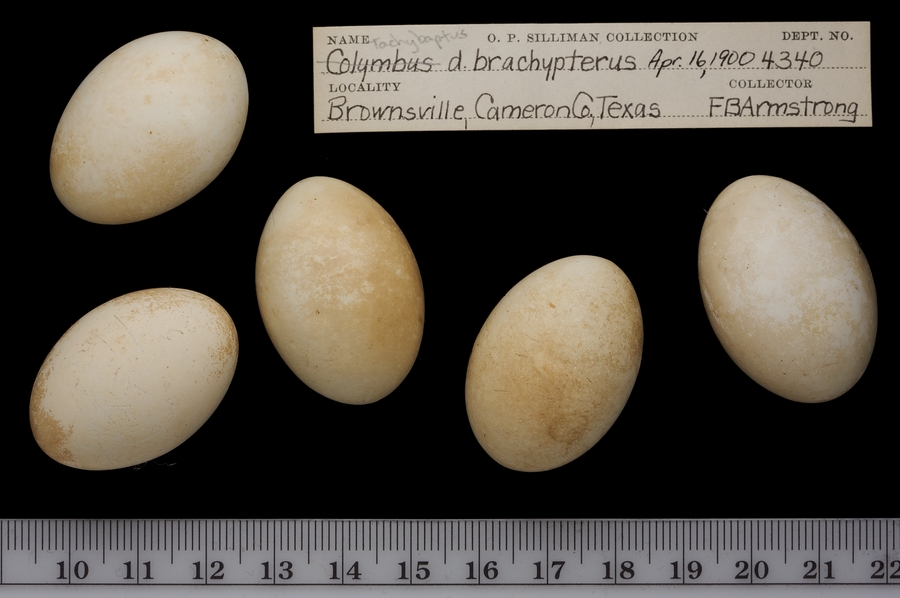 NAME tachybaptus O. P. SILLIMAN COLLECTION DEPT. NO.
Colymbus d. brachypterus Apr. 16, 1900 4340
LOCALITY COLLECTOR
Brownsville, Cameron Co, Texas FBArmstrong
10 11 12 13 14 15 16 17 18 19 20 21 22